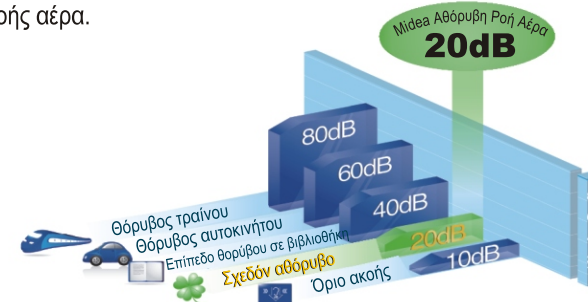 ρής αέρα.
Midea Αθόρυβη Ροή Αέρα
20dB
80dB
60dB
40dB
20dB
10dB
Θόρυβος τραίνου
Θόρυβος αυτοκινήτου
Επίπεδο θορύβου σε βιβλιοθήκη
Σχεδόν αθόρυβο
Όριο ακοής